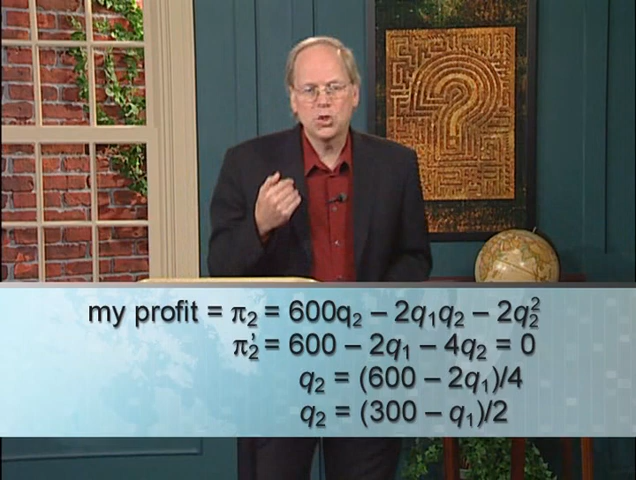 my profit = π₂ = 600q₂ – 2q₁q₂ – 2q₂²
π₂' = 600 – 2q₁ – 4q₂ = 0
q₂ = (600 – 2q₁)/4
q₂ = (300 – q₁)/2